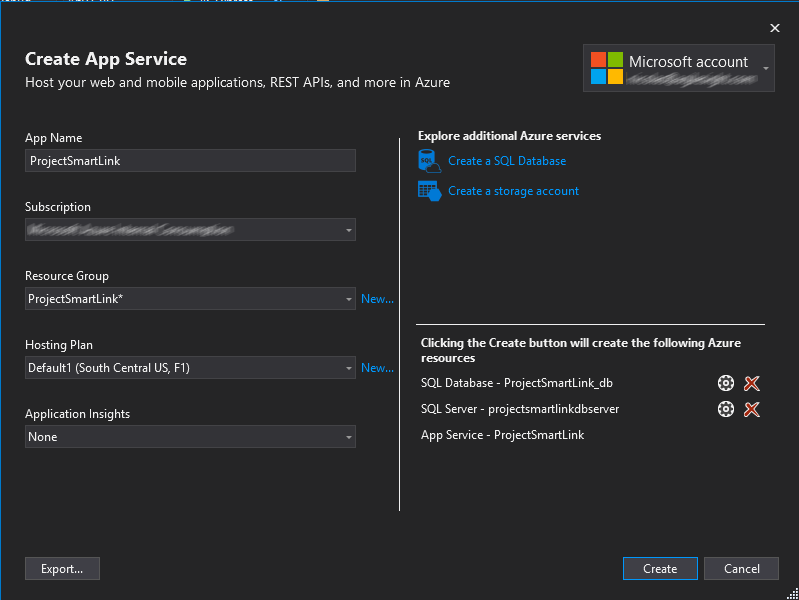 Create App Service
Host your web and mobile applications, REST APIs, and more in Azure
Microsoft account
App Name
ProjectSmartLink
Subscription
Resource Group
ProjectSmartLink*
New...
Hosting Plan
Default1 (South Central US, F1)
New...
Application Insights
None
Explore additional Azure services
SQL
Create a SQL Database
Create a storage account
Clicking the Create button will create the following Azure
resources
SQL Database - ProjectSmartLink_db
SQL Server - projectsmartlinkdbserver
App Service - ProjectSmartLink
Export...
Create
Cancel